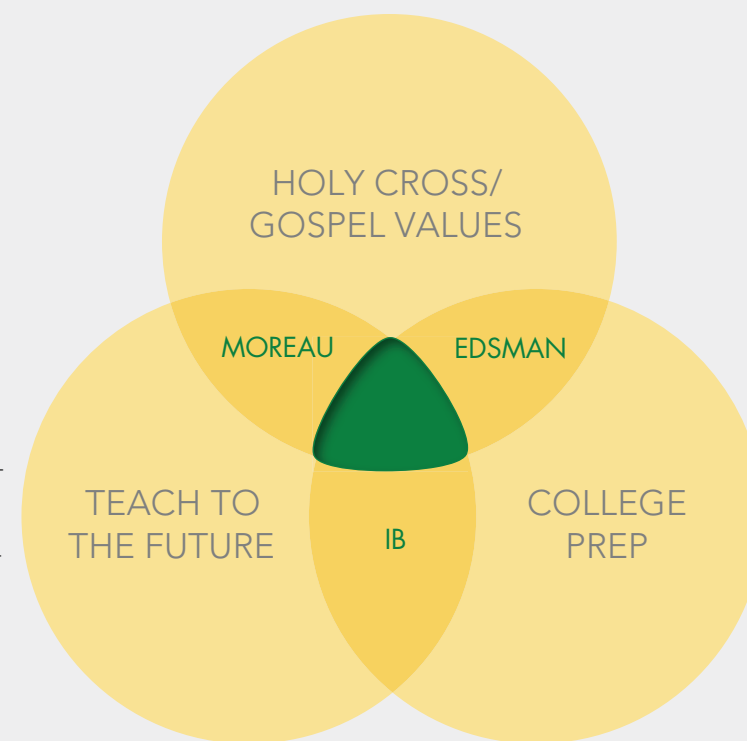 HOLY CROSS/
GOSPEL VALUES
MOREAU
EDSMAN
TEACH TO
THE FUTURE
COLLEGE
PREP
IB